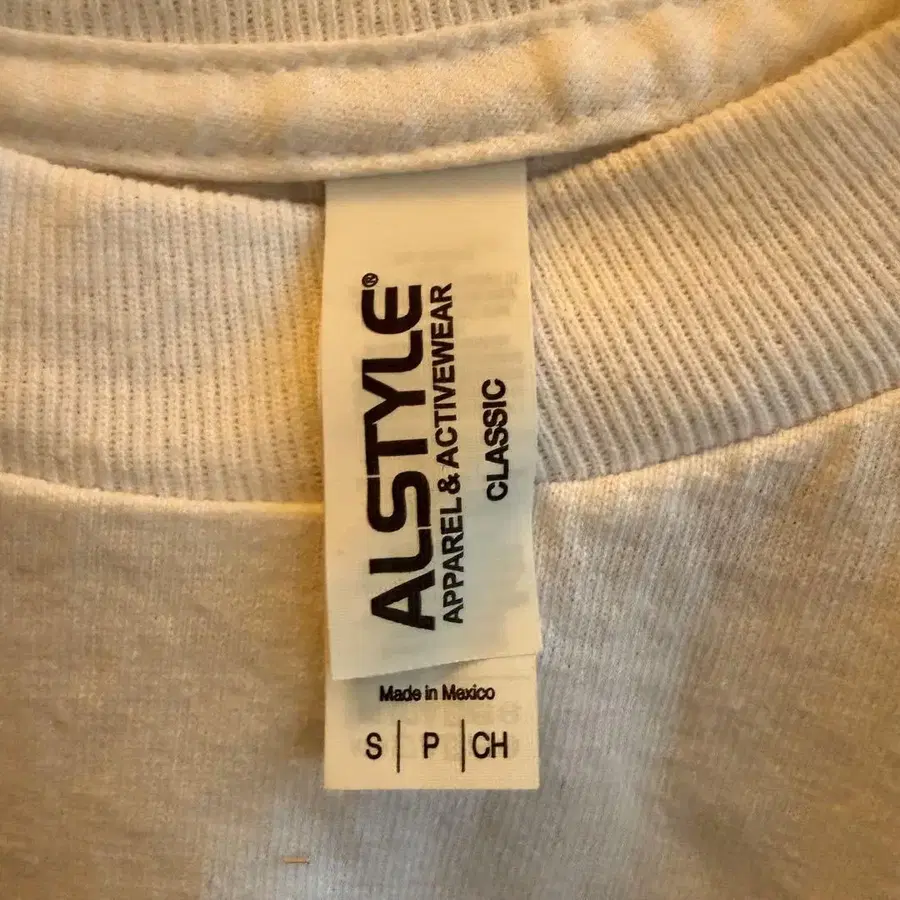 ALSTYLE®
APPAREL & ACTIVEWEAR
CLASSIC
Made in Mexico
S | P | CH